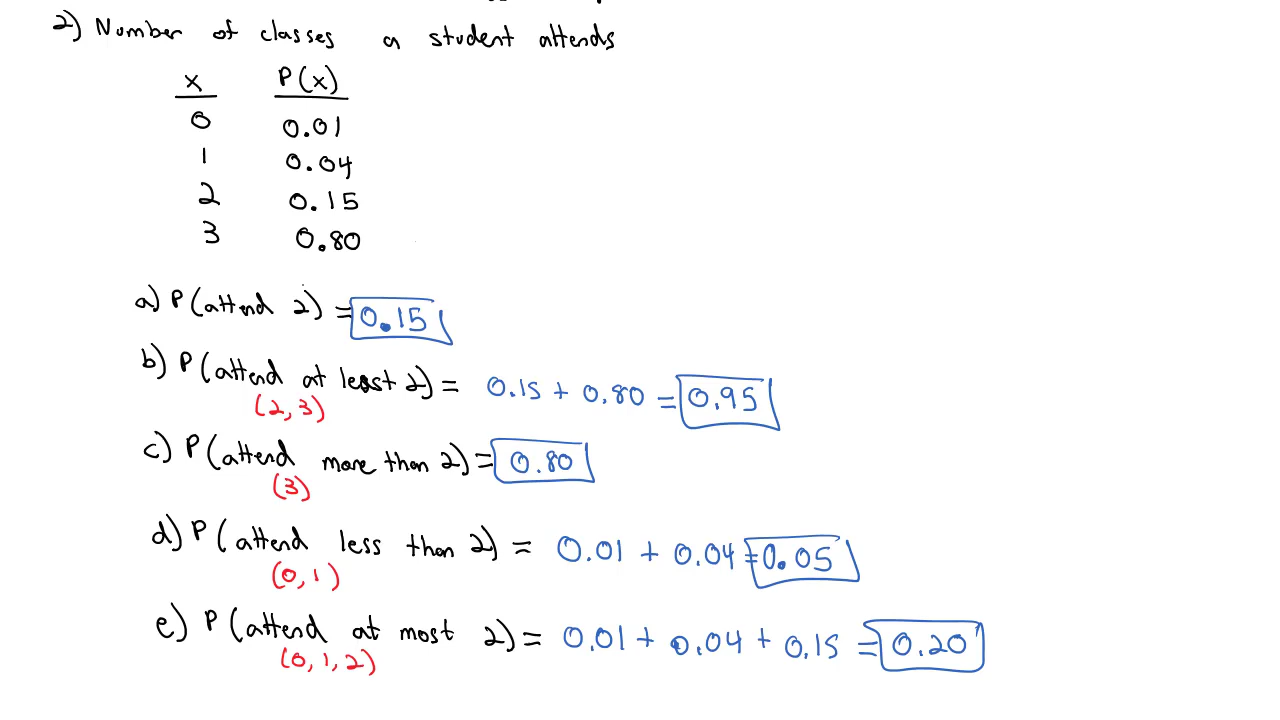 2) Number of classes a student attends
x P(x)
0 0.01
1 0.04
2 0.15
3 0.80
a) P(attend 2) = 0.15
b) P(attend at least 2) = 0.15 + 0.80 = 0.95
(2, 3)
c) P(attend more than 2) = 0.80
(3)
d) P(attend less than 2) = 0.01 + 0.04 = 0.05
(0, 1)
e) P(attend at most 2) = 0.01 + 0.04 + 0.15 = 0.20
(0, 1, 2)